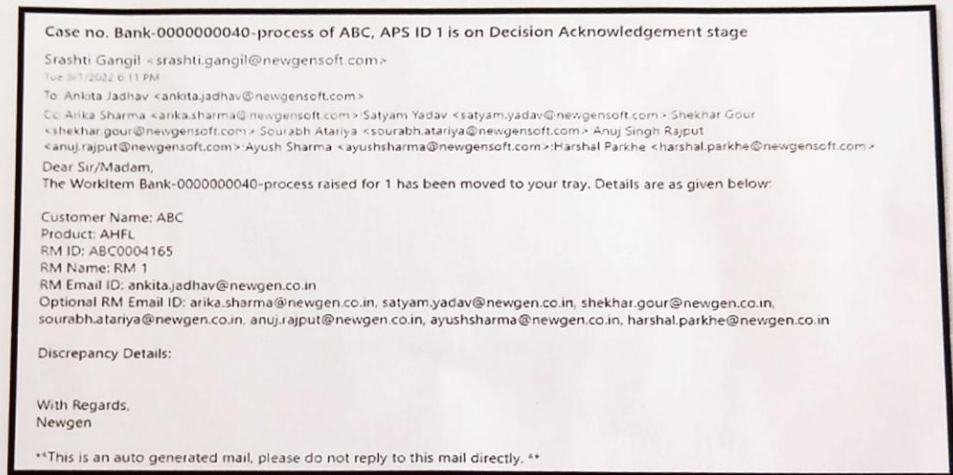 Case no. Bank-0000000040-process of ABC, APS ID 1 is on Decision Acknowledgement stage
Srashti Gangil <srashti.gangil@newgensoft.com>
Tue 3/1/2022 6:11 PM
To: Ankita Jadhav <ankita.jadhav@newgensoft.com>
Cc: Arika Sharma <arika.sharma@newgensoft.com>;Satyam Yadav <satyam.yadav@newgensoft.com>;Shekhar Gour
<shekhar.gour@newgensoft.com>;Sourabh Atariya <sourabh.atariya@newgensoft.com>;Anuj Singh Rajput
<anuj.rajput@newgensoft.com>;Ayush Sharma <ayushsharma@newgensoft.com>;Harshal Parkhe <harshal.parkhe@newgensoft.com>
Dear Sir/Madam,
The WorkItem Bank-0000000040-process raised for 1 has been moved to your tray. Details are as given below:
Customer Name: ABC
Product: AHFL
RM ID: ABC0004165
RM Name: RM 1
RM Email ID: ankita.jadhav@newgen.co.in
Optional RM Email ID: arika.sharma@newgen.co.in, satyam.yadav@newgen.co.in, shekhar.gour@newgen.co.in,
sourabh.atariya@newgen.co.in, anuj.rajput@newgen.co.in, ayushsharma@newgen.co.in, harshal.parkhe@newgen.co.in
Discrepancy Details:
With Regards,
Newgen
**This is an auto generated mail, please do not reply to this mail directly. **